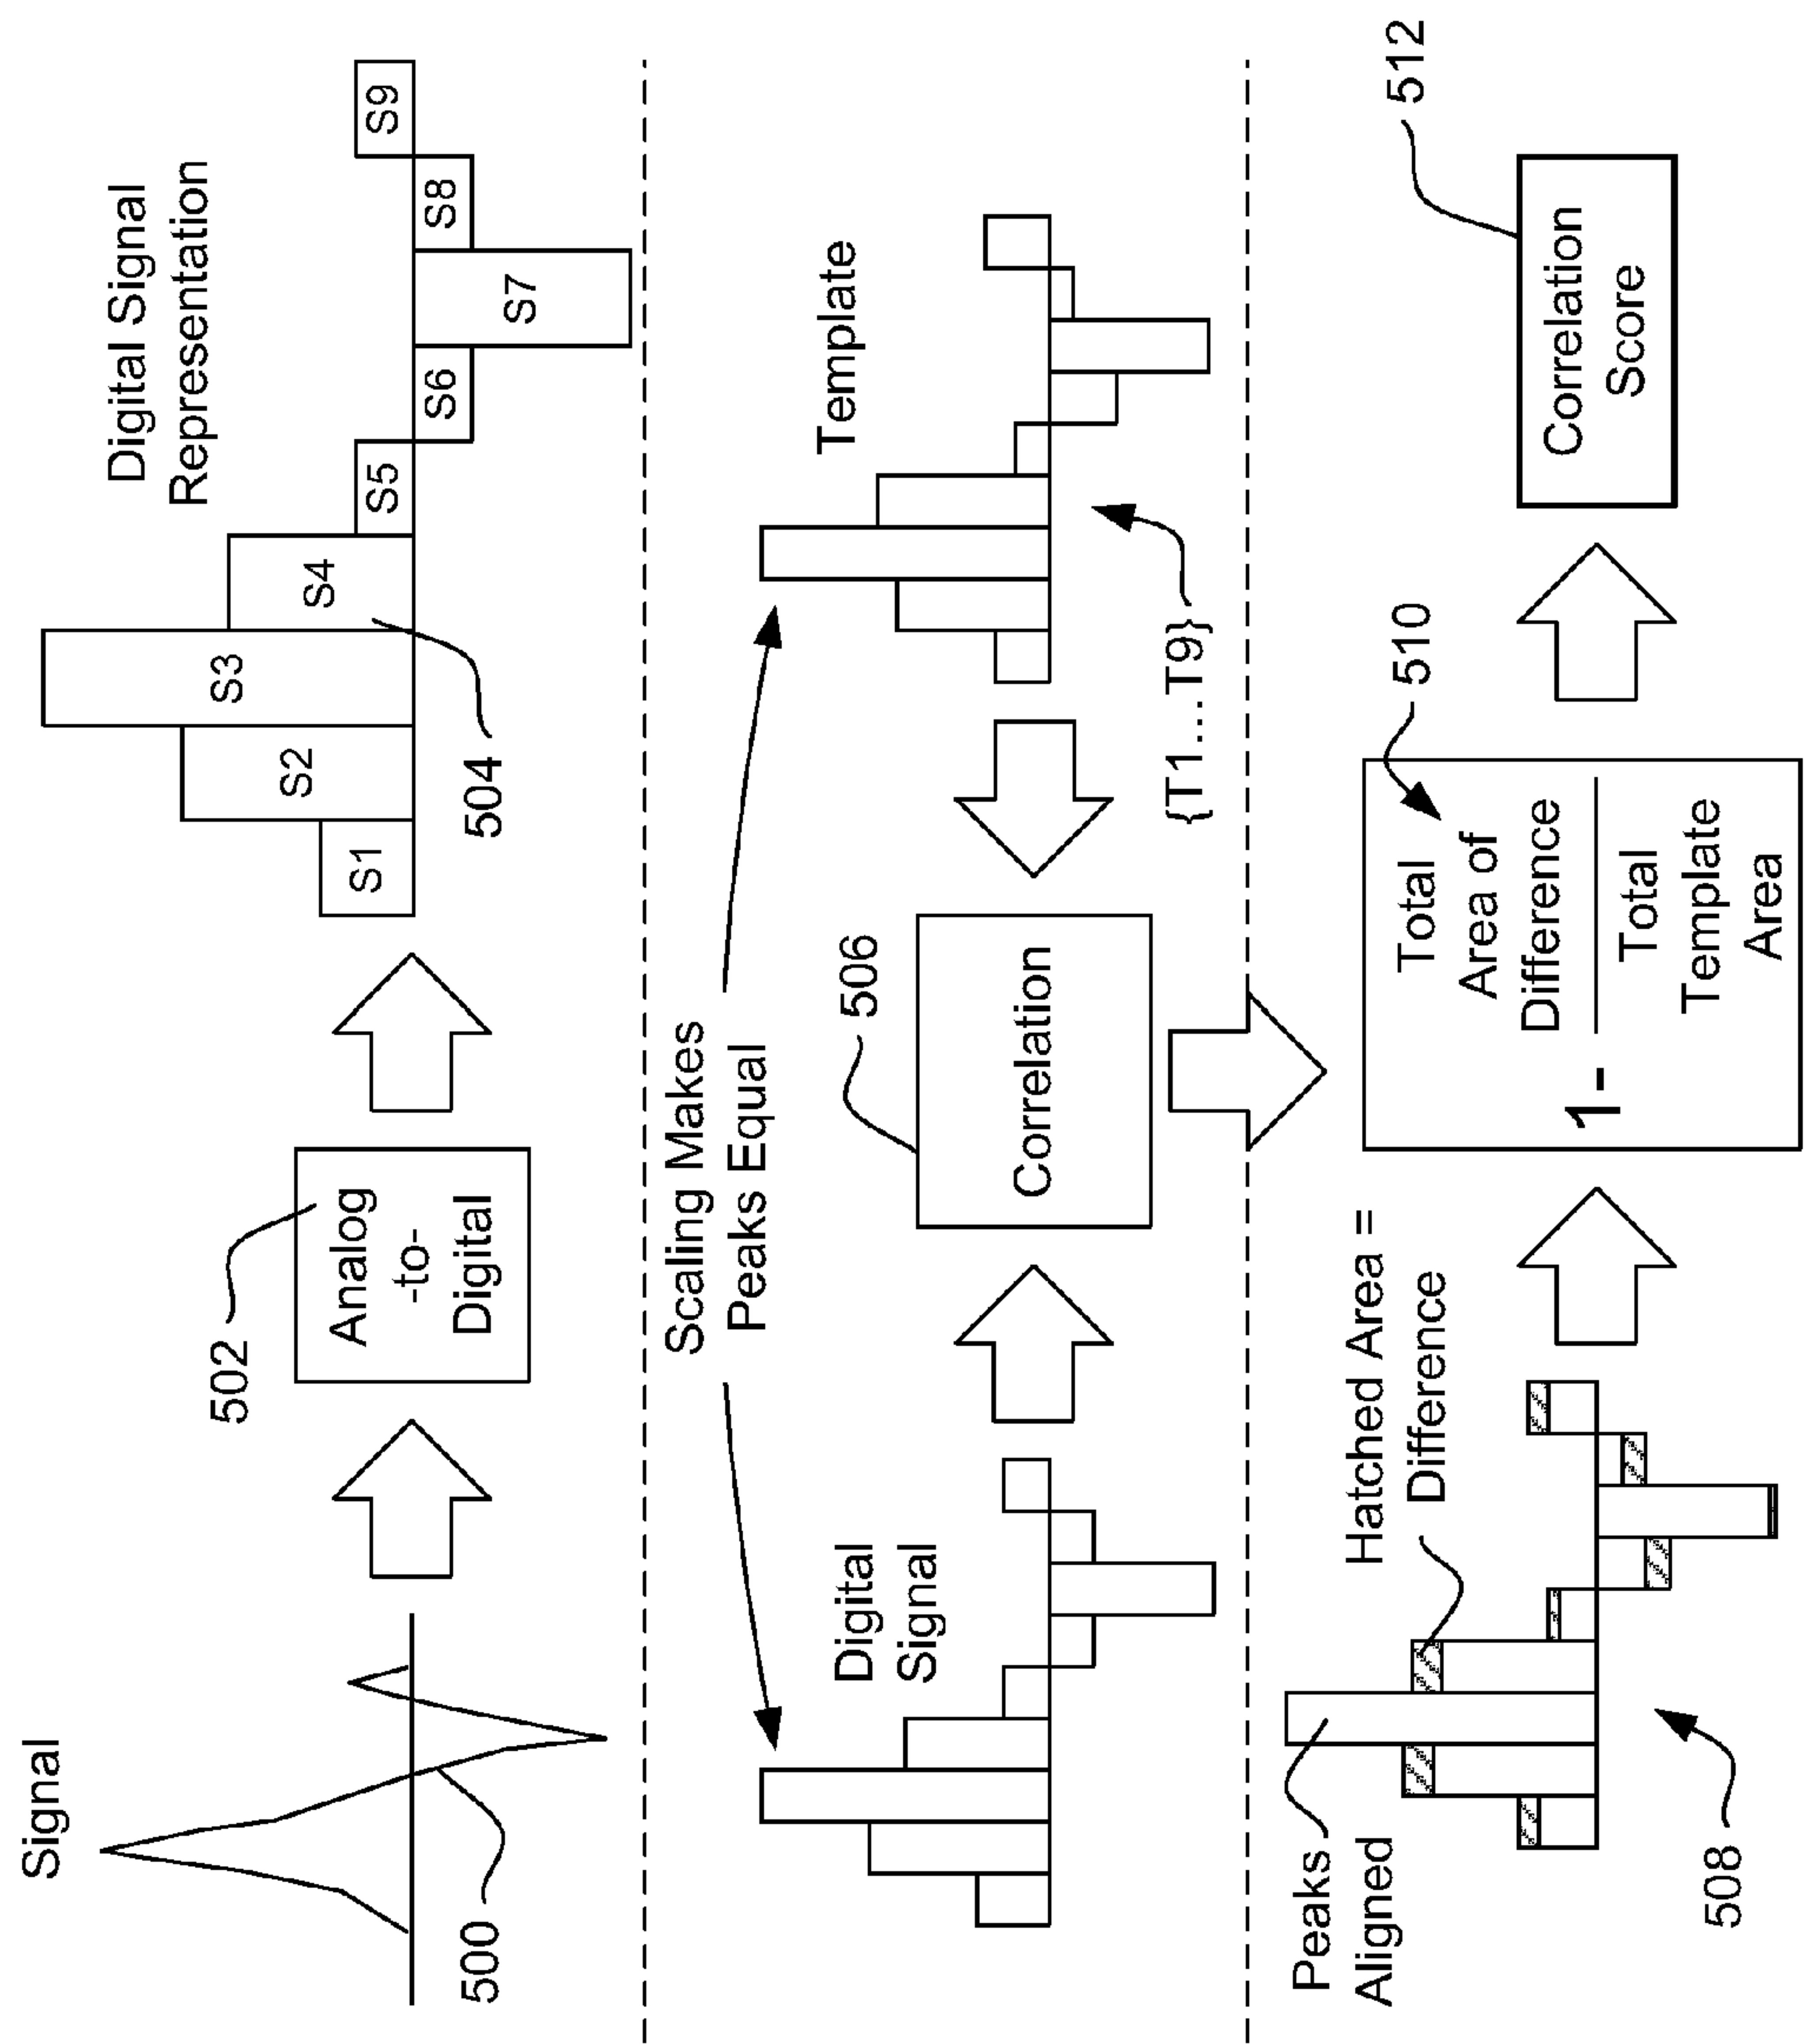 Signal
500
502
Analog
-to-
Digital
Digital Signal
Representation
S1
S2
S3
S4
S5
S6
S7
S8
S9
504
Scaling Makes
Peaks Equal
Digital
Signal
506
Correlation
Template
{T1...T9}
Peaks
Aligned
508
Hatched Area =
Difference
1-
Total
Area of
Difference
Total
Template
Area
510
Correlation
Score
512